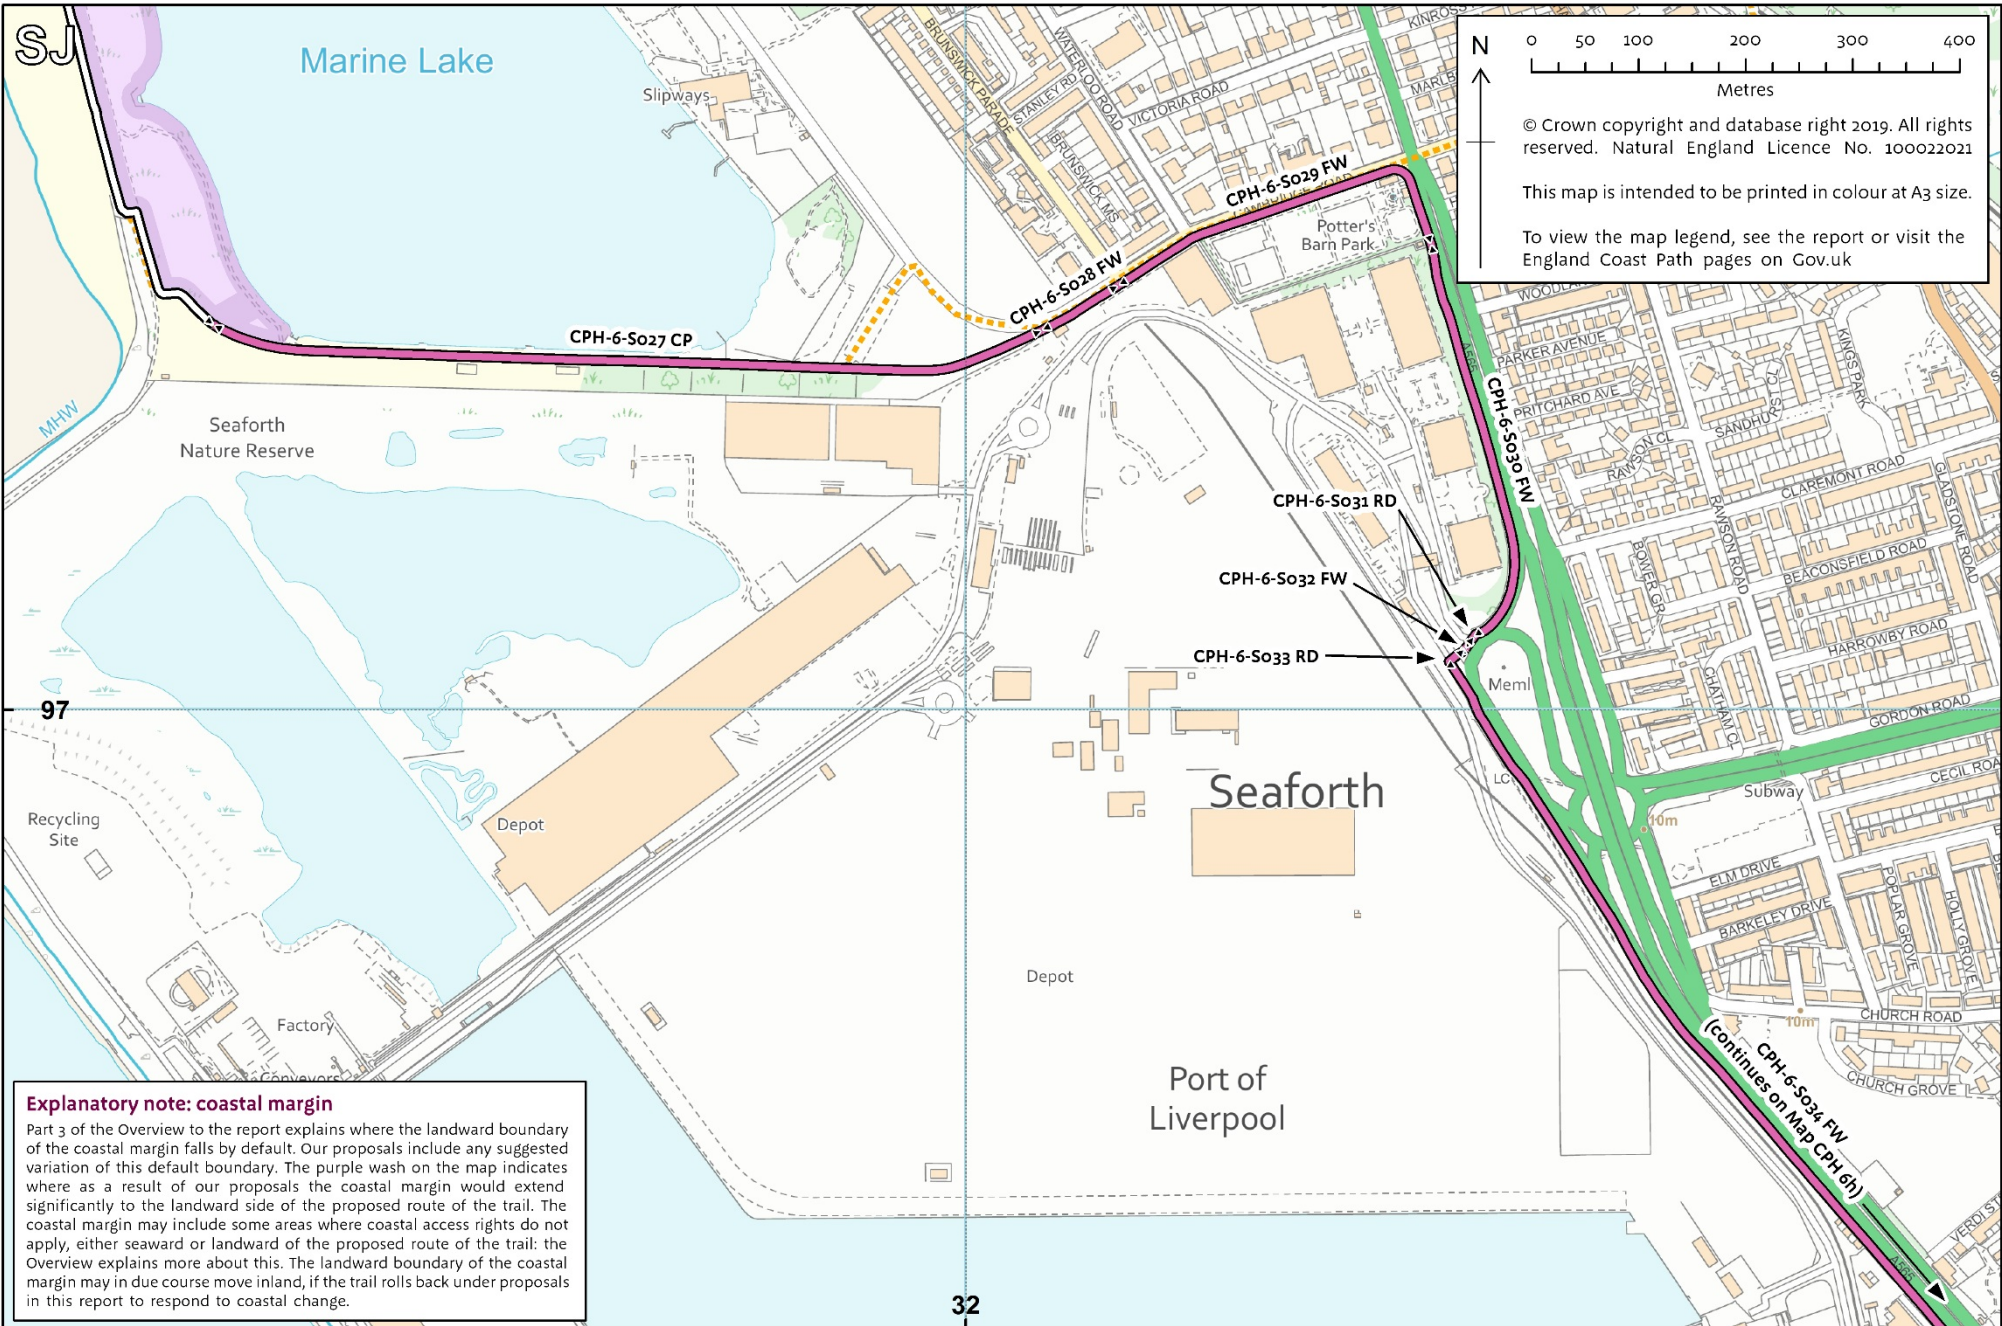 SJ
Marine Lake
Slipways
BRUNSWICK PARADE
WATERLOO ROAD
STANLEY RD
VICTORIA ROAD
BRUNSWICK MS
N
0 50 100 200 300 400
Metres
© Crown copyright and database right 2019. All rights
reserved. Natural England Licence No. 100022021
This map is intended to be printed in colour at A3 size.
To view the map legend, see the report or visit the
England Coast Path pages on Gov.uk
CPH-6-S029 FW
Potter's
Barn Park
CPH-6-S028 FW
CPH-6-S027 CP
A565
PARKER AVENUE
KINGS PARK
PRITCHARD AVE
SANDHURST CL
CPH-6-S030 FW
RAWSON CL
CLAREMONT ROAD
RAWSON ROAD
GLADSTONE ROAD
MHW
Seaforth
Nature Reserve
CPH-6-S031 RD
BOWER GR
BEACONSFIELD ROAD
CPH-6-S032 FW
HARROWBY ROAD
CPH-6-S033 RD
Meml
CHATHAM CL
97
GORDON ROAD
LC
Seaforth
Subway
10m
Recycling
Site
Depot
ELM DRIVE
BARKELEY DRIVE
POPLAR GROVE
HOLLY GROVE
Depot
Factory
CHURCH ROAD
10m
Conveyors
CHURCH GROVE
Port of
Liverpool
CPH-6-S034 FW
(continues on Map CPH 6h)
A565
Explanatory note: coastal margin
Part 3 of the Overview to the report explains where the landward boundary
of the coastal margin falls by default. Our proposals include any suggested
variation of this default boundary. The purple wash on the map indicates
where as a result of our proposals the coastal margin would extend
significantly to the landward side of the proposed route of the trail. The
coastal margin may include some areas where coastal access rights do not
apply, either seaward or landward of the proposed route of the trail: the
Overview explains more about this. The landward boundary of the coastal
margin may in due course move inland, if the trail rolls back under proposals
in this report to respond to coastal change.
32